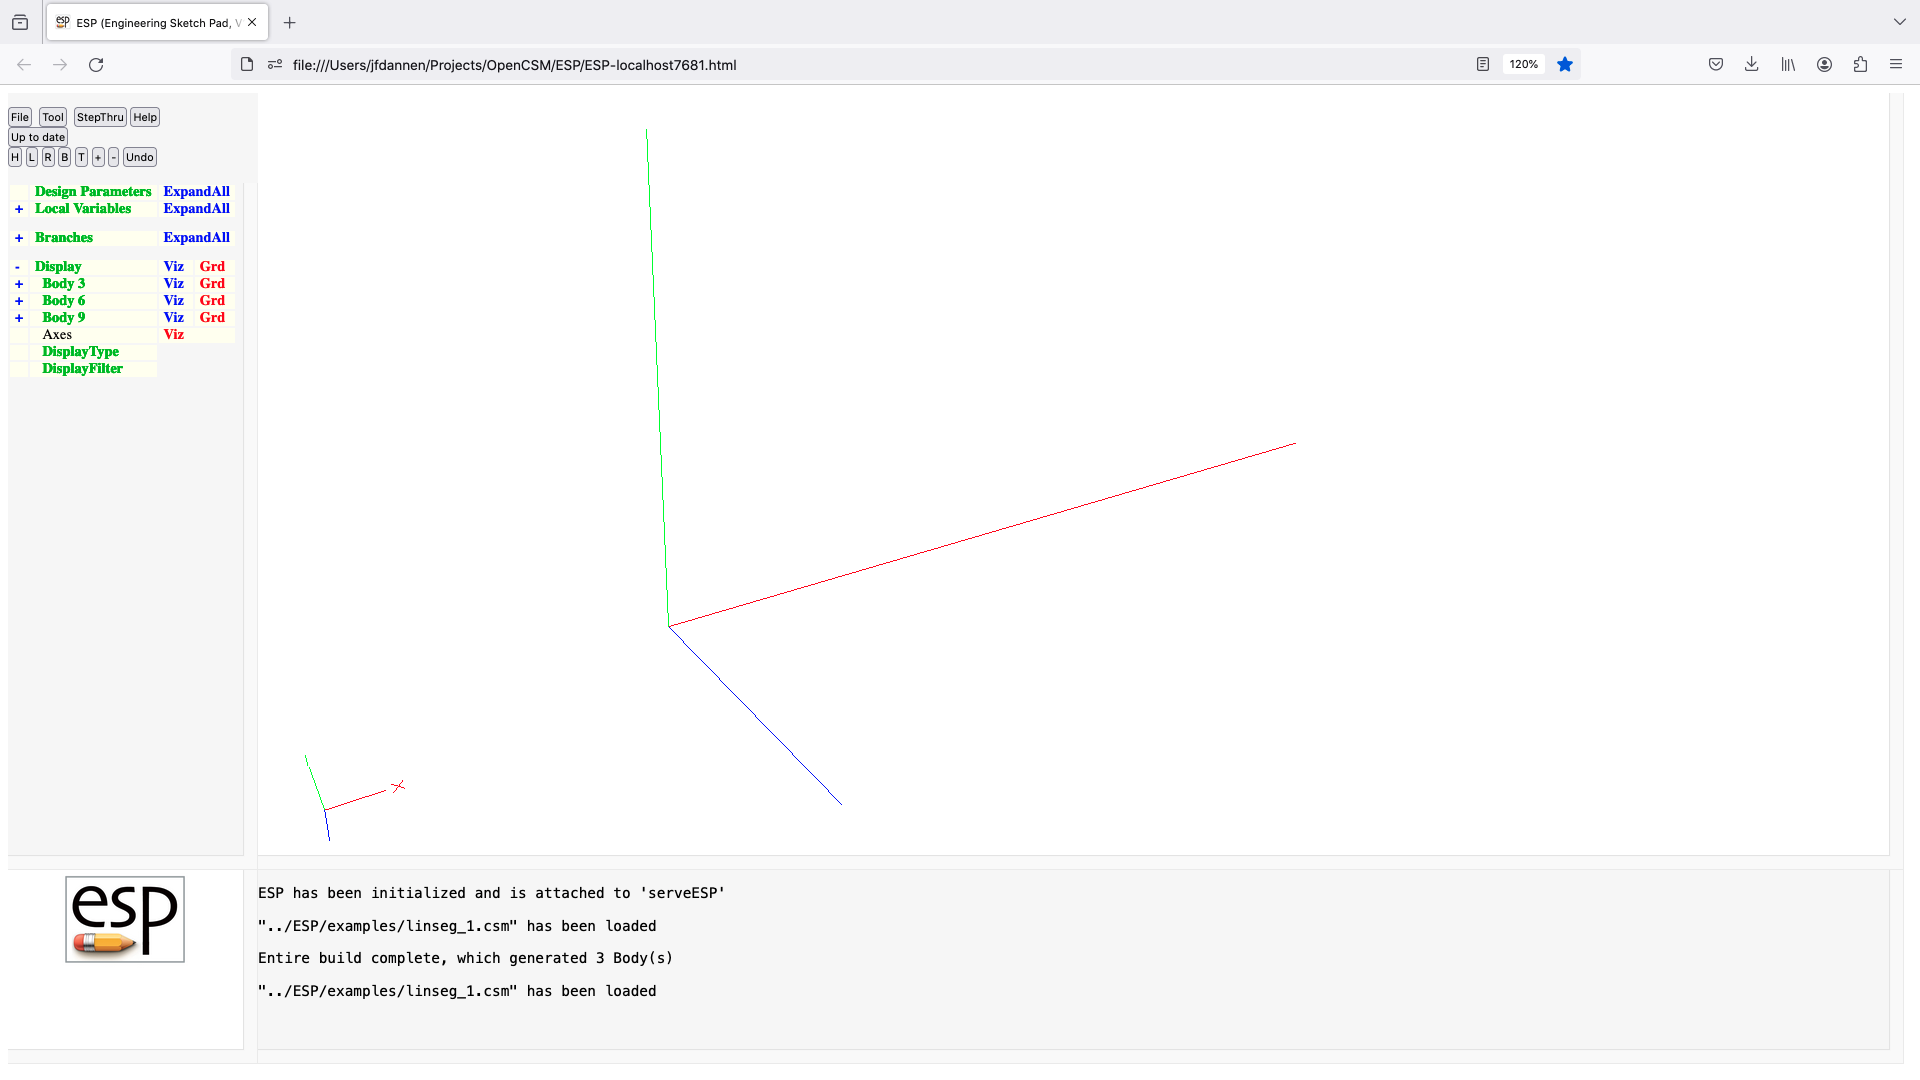 ESP (Engineering Sketch Pad, V
file:///Users/jfdannen/Projects/OpenCSM/ESP/ESP-localhost7681.html
120%
File Tool StepThru Help
Up to date
H L R B T + - Undo
Design Parameters ExpandAll
+ Local Variables ExpandAll
+ Branches ExpandAll
- Display Viz Grd
+ Body 3 Viz Grd
+ Body 6 Viz Grd
+ Body 9 Viz Grd
Axes Viz
DisplayType
DisplayFilter
X
esp
ESP has been initialized and is attached to 'serveESP'
"../ESP/examples/linseg_1.csm" has been loaded
Entire build complete, which generated 3 Body(s)
"../ESP/examples/linseg_1.csm" has been loaded